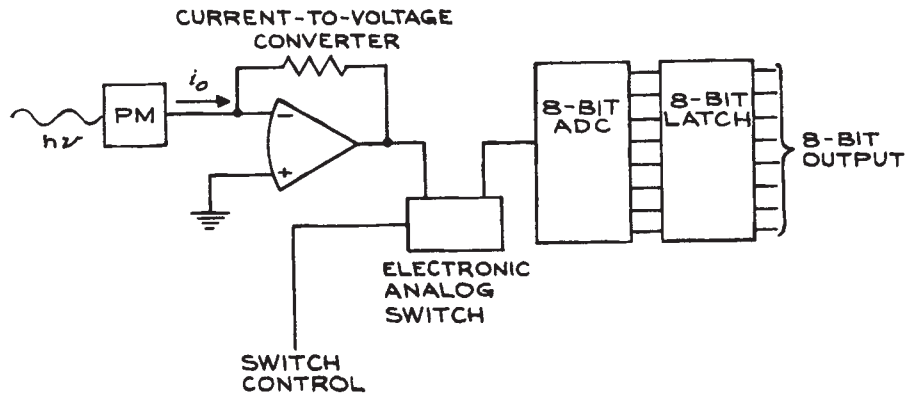 CURRENT-TO-VOLTAGE
CONVERTER
i₀
PM
hν
−
+
8-BIT
ADC
8-BIT
LATCH
8-BIT
OUTPUT
ELECTRONIC
ANALOG
SWITCH
SWITCH
CONTROL